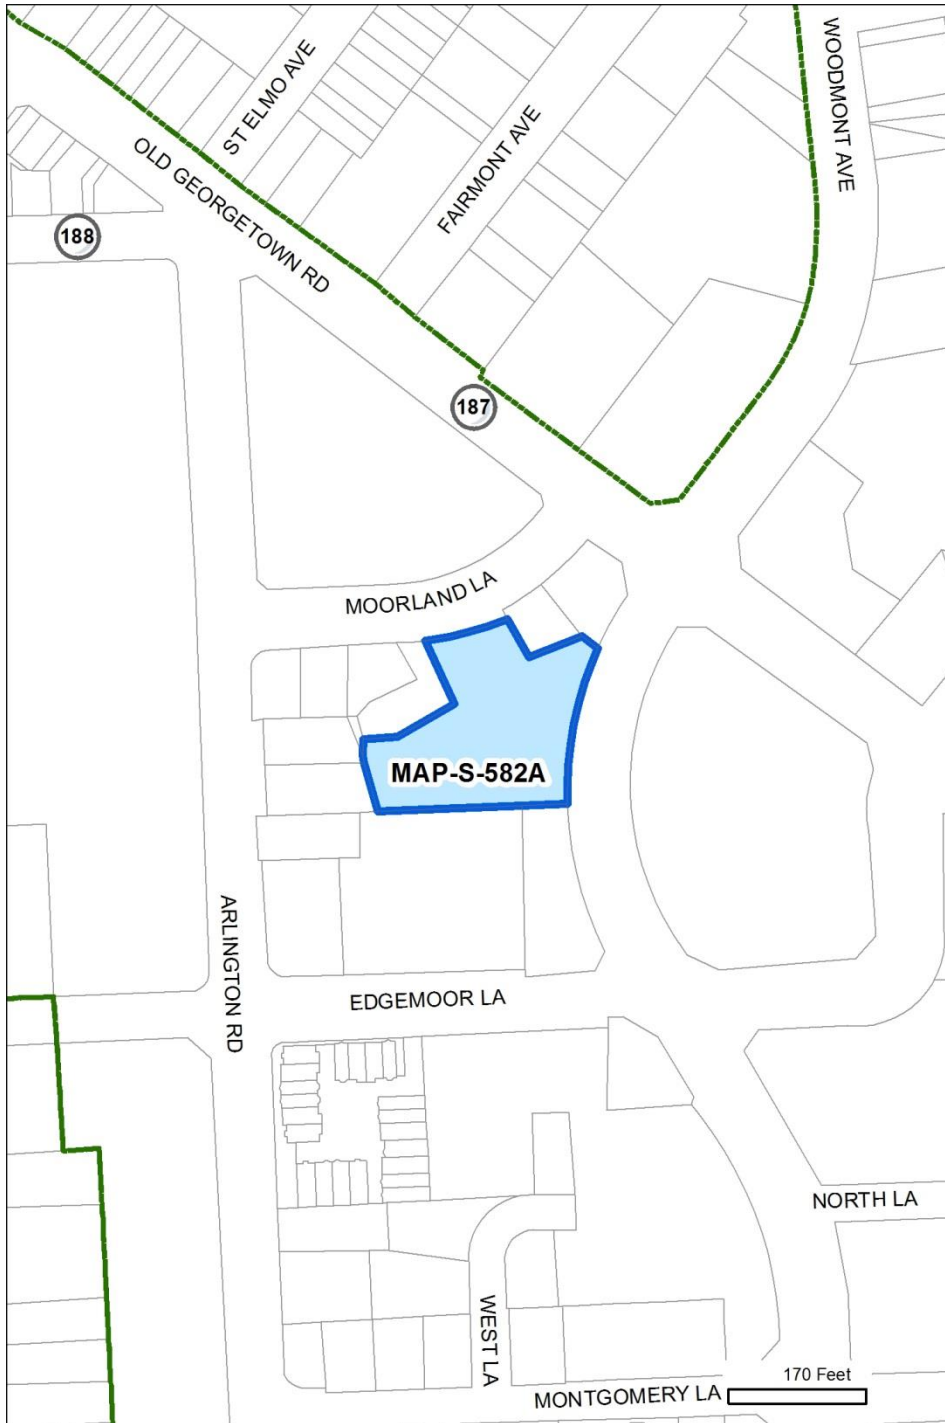 ST ELMO AVE
WOODMONT AVE
FAIRMONT AVE
OLD GEORGETOWN RD
188
187
MOORLAND LA
MAP-S-582A
ARLINGTON RD
EDGEMOOR LA
NORTH LA
WEST LA
170 Feet
MONTGOMERY LA